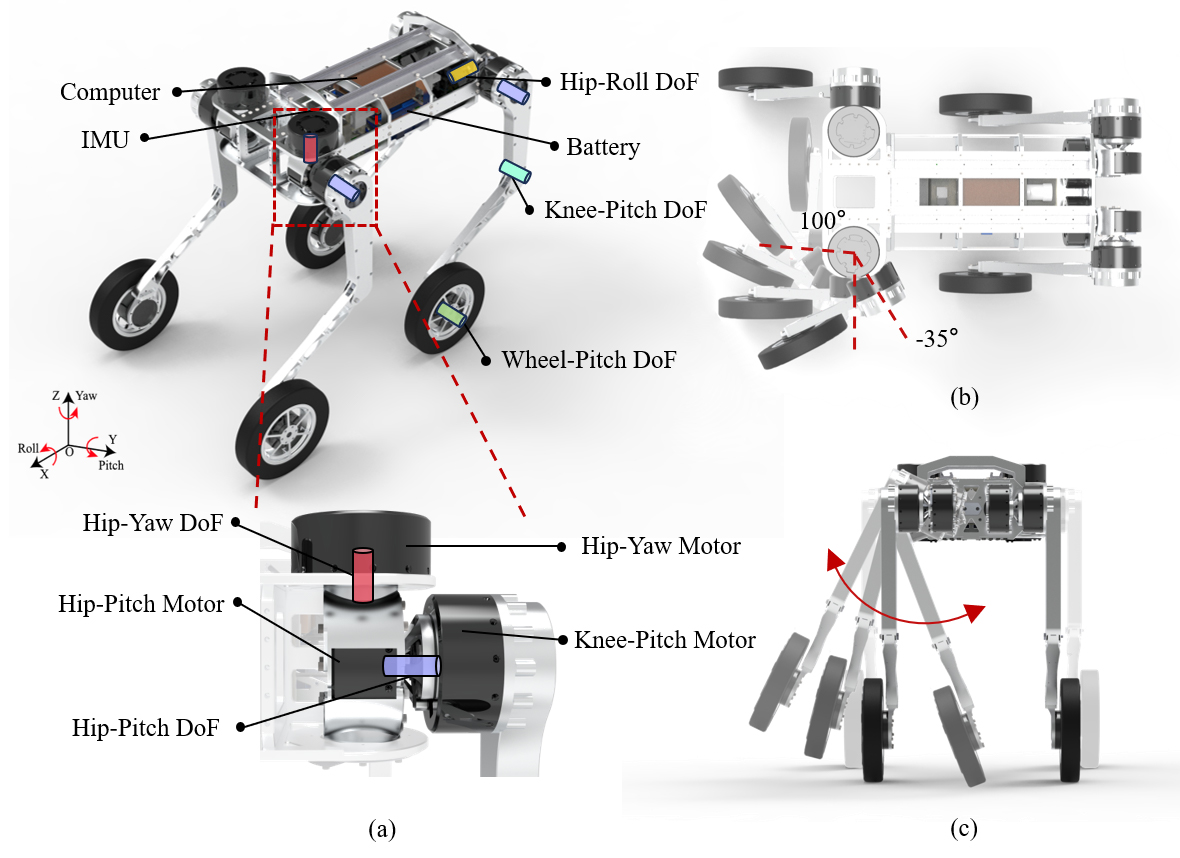 Computer
IMU
Hip-Roll DoF
Battery
Knee-Pitch DoF
Wheel-Pitch DoF
Z
Yaw
Roll
O
Y
X
Pitch
Hip-Yaw DoF
Hip-Yaw Motor
Hip-Pitch Motor
Knee-Pitch Motor
Hip-Pitch DoF
(a)
100°
-35°
(b)
(c)